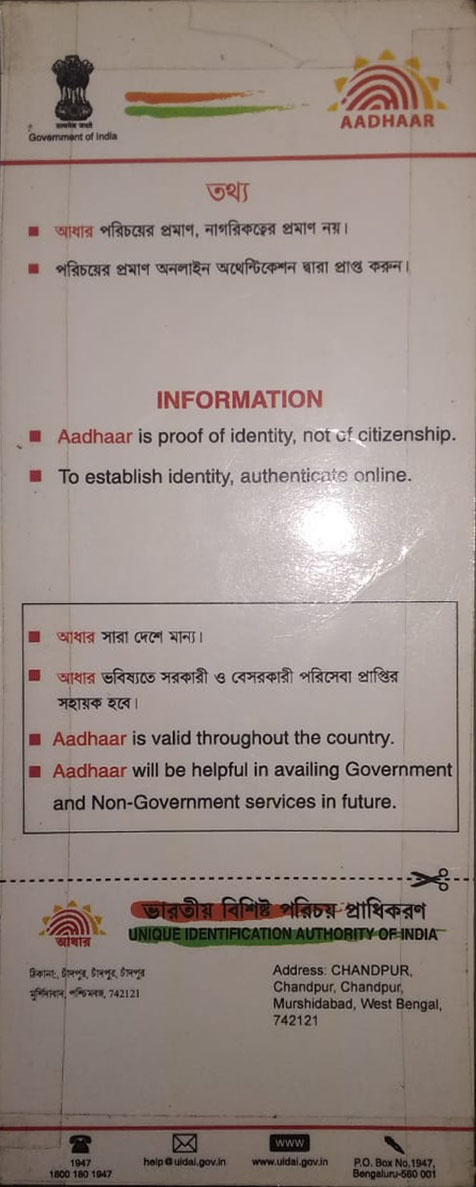 सत्यमेव जयते
Government of India
AADHAAR
তথ্য
আধার পরিচয়ের প্রমাণ, নাগরিকত্বের প্রমাণ নয়।
পরিচয়ের প্রমাণ অনলাইন অথেন্টিকেশন দ্বারা প্রাপ্ত করুন।
INFORMATION
Aadhaar is proof of identity, not of citizenship.
To establish identity, authenticate online.
আধার সারা দেশে মান্য।
আধার ভবিষ্যতে সরকারী ও বেসরকারী পরিসেবা প্রাপ্তির
সহায়ক হবে।
Aadhaar is valid throughout the country.
Aadhaar will be helpful in availing Government
and Non-Government services in future.
ভারতীয় বিশিষ্ট পরিচয় প্রাধিকরণ
UNIQUE IDENTIFICATION AUTHORITY OF INDIA
আধার
ঠিকানা:, চাঁদপুর, চাঁদপুর, চাঁদপুর
মুর্শিদাবাদ, পশ্চিমবঙ্গ, 742121
Address: CHANDPUR,
Chandpur, Chandpur,
Murshidabad, West Bengal,
742121
1947
1800 180 1947
help@uidai.gov.in
WWW
www.uidai.gov.in
P.O. Box No.1947,
Bengaluru-560 001